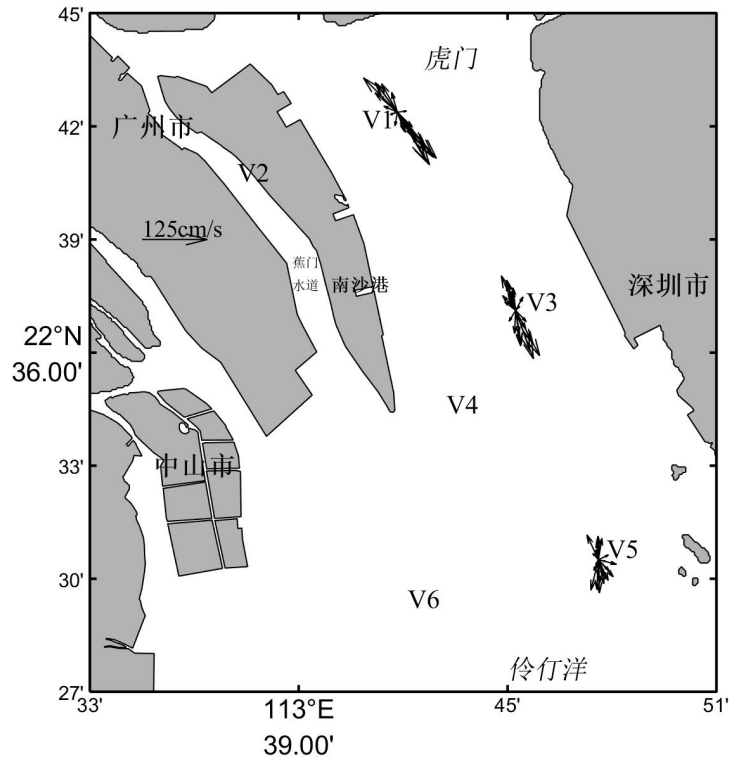 45'
虎门
42'
V1
广州市
V2
125cm/s
39'
蕉门
水道
南沙港
深圳市
V3
22°N
36.00'
V4
33'
中山市
V5
30'
V6
伶仃洋
27'
33'
113°E
39.00'
45'
51'